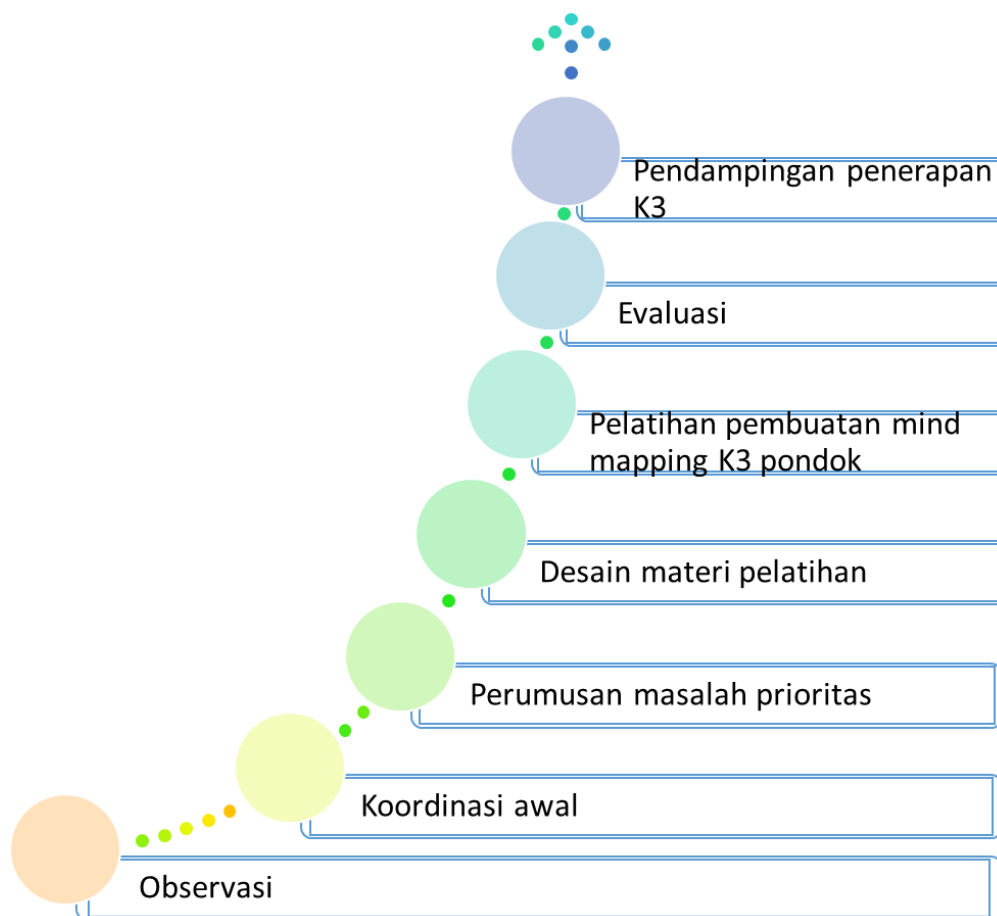 Pendampingan penerapan
K3
Evaluasi
Pelatihan pembuatan mind
mapping K3 pondok
Desain materi pelatihan
Perumusan masalah prioritas
Koordinasi awal
Observasi